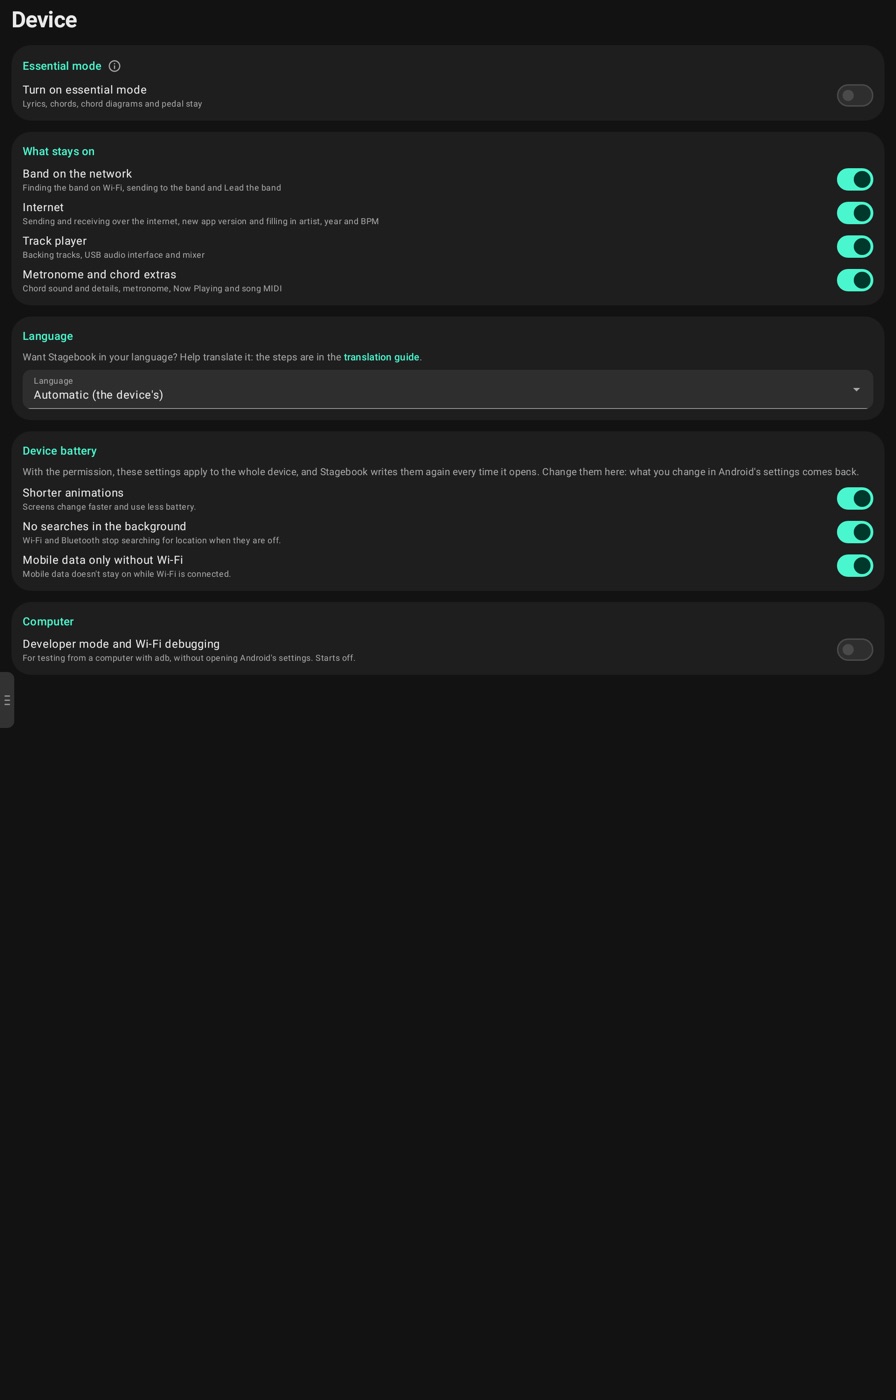 Device
Essential mode
Turn on essential mode
Lyrics, chords, chord diagrams and pedal stay
What stays on
Band on the network
Finding the band on Wi-Fi, sending to the band and Lead the band
Internet
Sending and receiving over the internet, new app version and filling in artist, year and BPM
Track player
Backing tracks, USB audio interface and mixer
Metronome and chord extras
Chord sound and details, metronome, Now Playing and song MIDI
Language
Want Stagebook in your language? Help translate it: the steps are in the translation guide.
Language
Automatic (the device's)
Device battery
With the permission, these settings apply to the whole device, and Stagebook writes them again every time it opens. Change them here: what you change in Android's settings comes back.
Shorter animations
Screens change faster and use less battery.
No searches in the background
Wi-Fi and Bluetooth stop searching for location when they are off.
Mobile data only without Wi-Fi
Mobile data doesn't stay on while Wi-Fi is connected.
Computer
Developer mode and Wi-Fi debugging
For testing from a computer with adb, without opening Android's settings. Starts off.